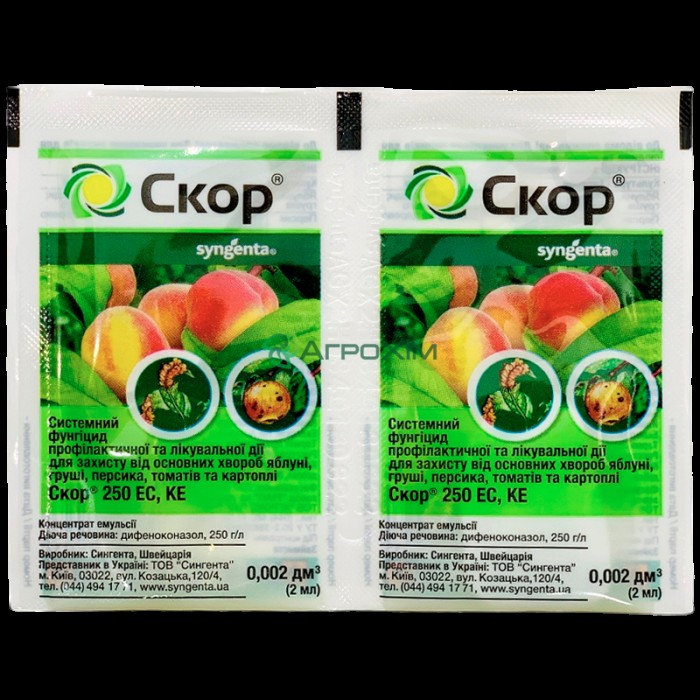 Скор®
syngenta®
Системний
фунгіцид
профілактичної та лікувальної дії
для захисту від основних хвороб яблуні,
груші, персика, томатів та картоплі
Скор® 250 ЕС, КЕ
Концентрат емульсії
Діюча речовина: дифеноконазол, 250 г/л
Виробник: Сингента, Швейцарія
Представник в Україні: ТОВ "Сингента"
м. Київ, 03022, вул. Козацька,120/4,
тел. (044) 494 17 71, www.syngenta.ua
0,002 дм³
(2 мл)
Скор®
syngenta®
Системний
фунгіцид
профілактичної та лікувальної дії
для захисту від основних хвороб яблуні,
груші, персика, томатів та картоплі
Скор® 250 ЕС, КЕ
Концентрат емульсії
Діюча речовина: дифеноконазол, 250 г/л
Виробник: Сингента, Швейцарія
Представник в Україні: ТОВ "Сингента"
м. Київ, 03022, вул. Козацька,120/4,
тел. (044) 494 17 71, www.syngenta.ua
0,002 дм³
(2 мл)
АГРОХІМ